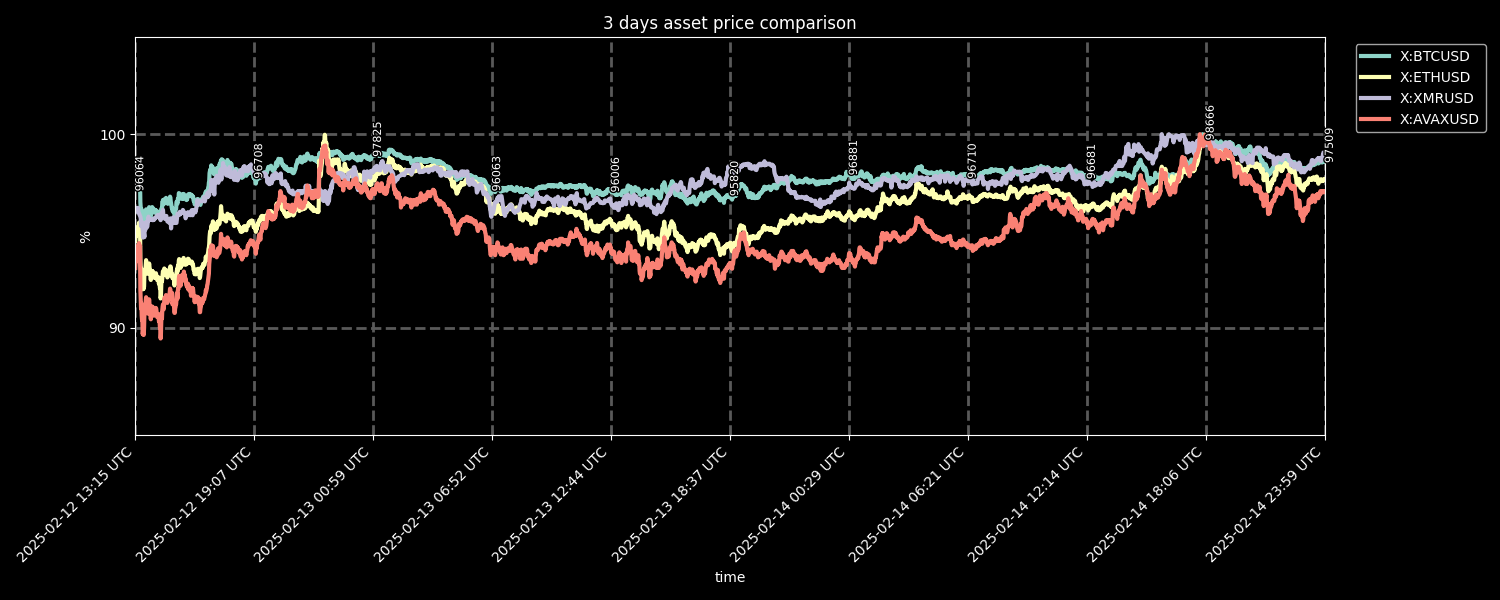 3 days asset price comparison
X:BTCUSD
X:ETHUSD
X:XMRUSD
X:AVAXUSD
100
90
%
96064
96708
97825
96063
96006
95820
96881
96710
96681
98666
97509
2025-02-12 13:15 UTC
2025-02-12 19:07 UTC
2025-02-13 00:59 UTC
2025-02-13 06:52 UTC
2025-02-13 12:44 UTC
2025-02-13 18:37 UTC
2025-02-14 00:29 UTC
2025-02-14 06:21 UTC
2025-02-14 12:14 UTC
2025-02-14 18:06 UTC
2025-02-14 23:59 UTC
time